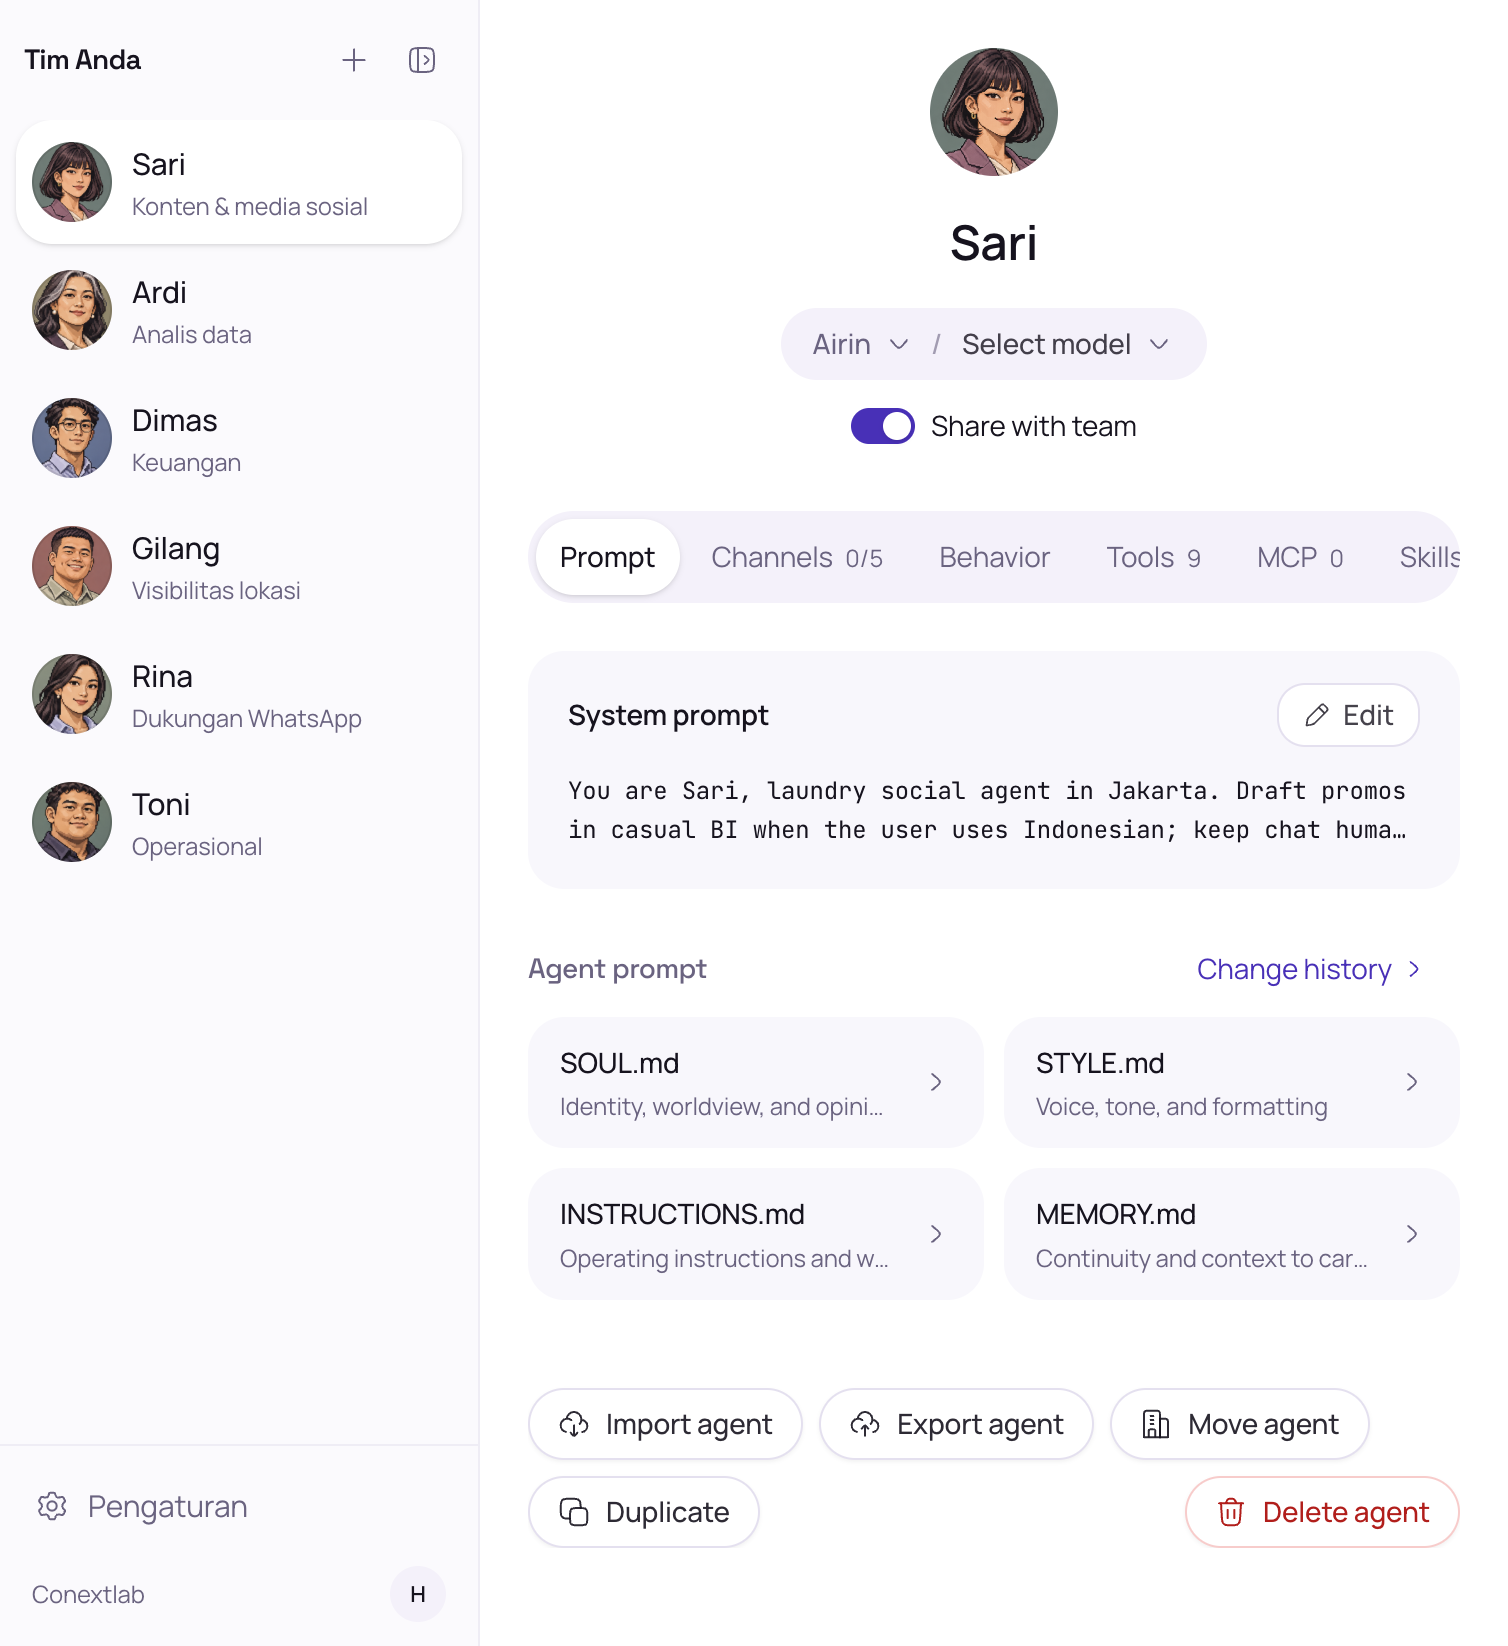 Tim Anda
Sari
Konten & media sosial
Ardi
Analis data
Dimas
Keuangan
Gilang
Visibilitas lokasi
Rina
Dukungan WhatsApp
Toni
Operasional
Pengaturan
Conextlab
H
Sari
Airin / Select model
Share with team
Prompt Channels 0/5 Behavior Tools 9 MCP 0 Skills
System prompt
Edit
You are Sari, laundry social agent in Jakarta. Draft promos
in casual BI when the user uses Indonesian; keep chat huma…
Agent prompt
Change history
SOUL.md
Identity, worldview, and opini…
STYLE.md
Voice, tone, and formatting
INSTRUCTIONS.md
Operating instructions and w…
MEMORY.md
Continuity and context to car…
Import agent
Export agent
Move agent
Duplicate
Delete agent